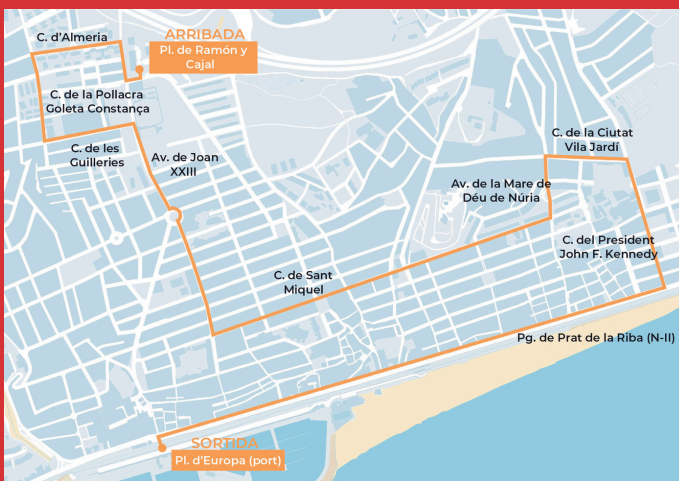 C. d'Almeria
ARRIBADA
Pl. de Ramón y
Cajal
C. de la Pollacra
Goleta Constança
C. de les
Guilleries
Av. de Joan
XXIII
C. de la Ciutat
Vila Jardí
Av. de la Mare de
Déu de Núria
C. del President
John F. Kennedy
C. de Sant
Miquel
Pg. de Prat de la Riba (N-II)
SORTIDA
Pl. d'Europa (port)